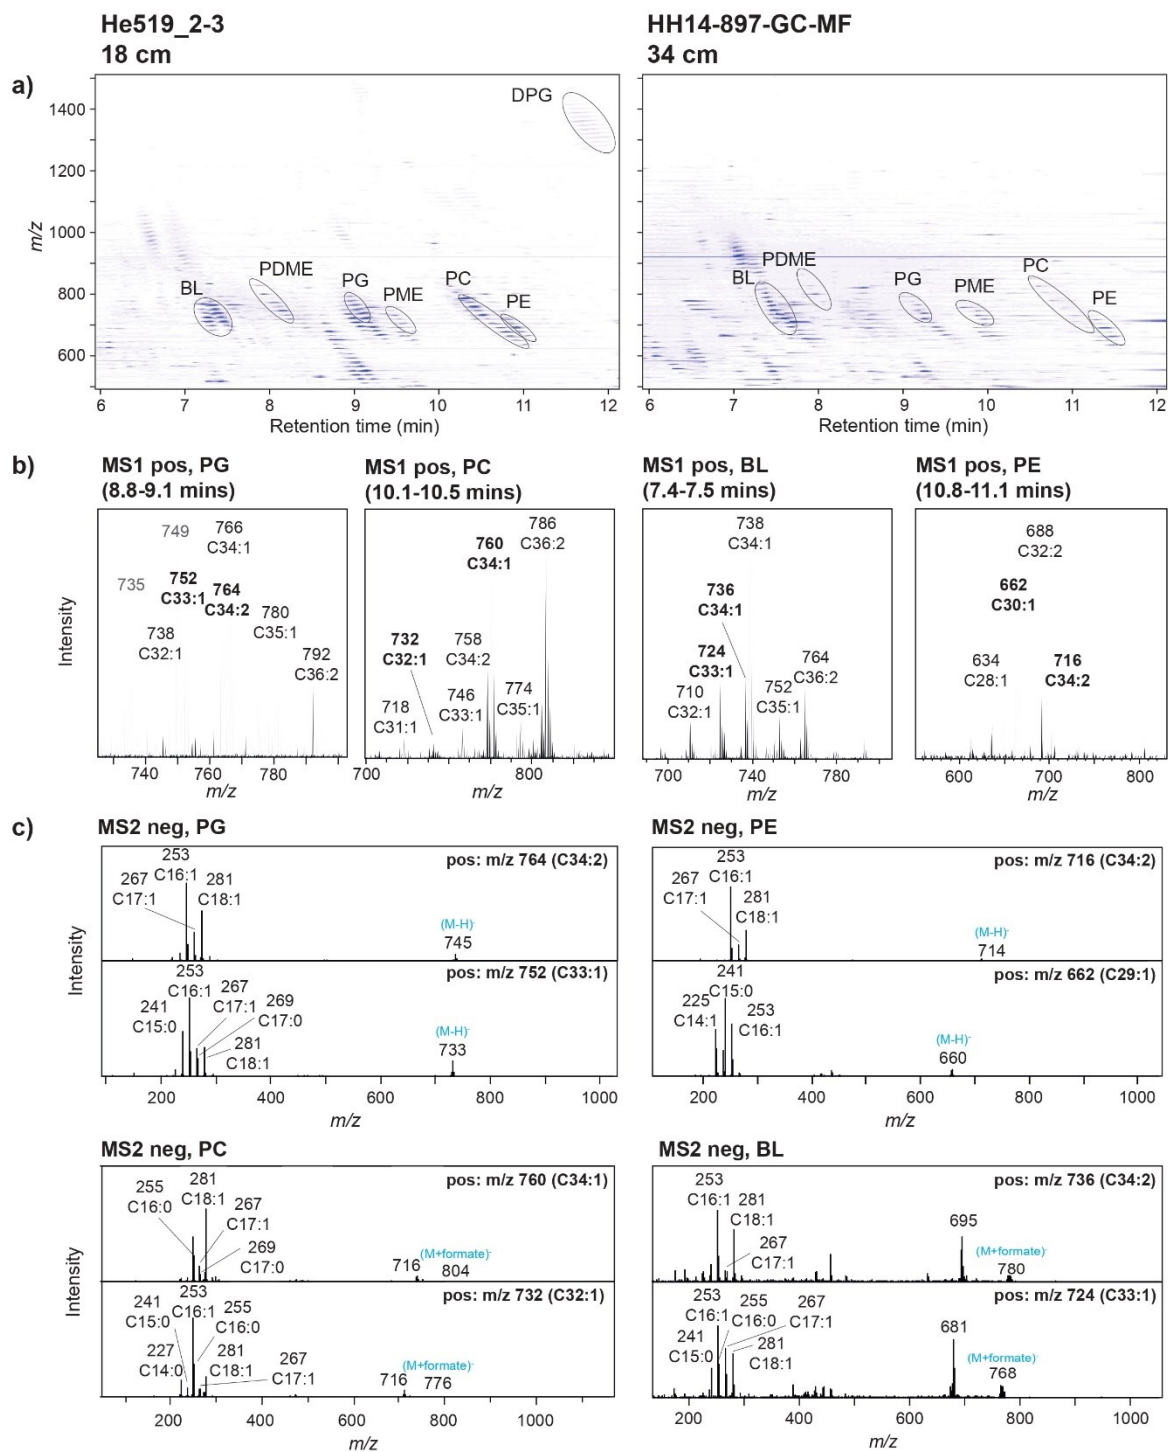 He519_2-3
18 cm
HH14-897-GC-MF
34 cm
a)
DPG
BL
PDME
PG
PME
PC
PE
1400
1200
1000
800
600
m/z
6 7 8 9 10 11 12
Retention time (min)
BL
PDME
PG
PME
PC
PE
6 7 8 9 10 11 12
Retention time (min)
b)
MS1 pos, PG
(8.8-9.1 mins)
Intensity
749
766
C34:1
735
752
C33:1
764
C34:2
738
C32:1
780
C35:1
792
C36:2
740 760 780
m/z
MS1 pos, PC
(10.1-10.5 mins)
786
C36:2
760
C34:1
732
C32:1
758
C34:2
718
C31:1
746
C33:1
774
C35:1
700 800
m/z
MS1 pos, BL
(7.4-7.5 mins)
738
C34:1
736
C34:1
724
C33:1
710
C32:1
752
C35:1
764
C36:2
700 740 780
m/z
MS1 pos, PE
(10.8-11.1 mins)
688
C32:2
662
C30:1
634
C28:1
716
C34:2
600 700 800
m/z
c)
MS2 neg, PG
Intensity
pos: m/z 764 (C34:2)
253
C16:1
267
C17:1
281
C18:1
(M-H)-
745
pos: m/z 752 (C33:1)
253
C16:1
241
C15:0
267
C17:1
269
C17:0
281
C18:1
(M-H)-
733
200 400 600 800 1000
m/z
MS2 neg, PE
pos: m/z 716 (C34:2)
253
C16:1
267
C17:1
281
C18:1
(M-H)-
714
pos: m/z 662 (C29:1)
241
C15:0
225
C14:1
253
C16:1
(M-H)-
660
200 400 600 800 1000
m/z
MS2 neg, PC
Intensity
pos: m/z 760 (C34:1)
281
C18:1
255
C16:0
267
C17:1
269
C17:0
716
(M+formate)-
804
pos: m/z 732 (C32:1)
253
C16:1
241
C15:0
255
C16:0
227
C14:0
281
C18:1
267
C17:1
716
(M+formate)-
776
200 400 600 800 1000
m/z
MS2 neg, BL
pos: m/z 736 (C34:2)
253
C16:1
281
C18:1
267
C17:1
695
(M+formate)-
780
pos: m/z 724 (C33:1)
253
C16:1
255
C16:0
267
C17:1
241
C15:0
281
C18:1
681
(M+formate)-
768
200 400 600 800 1000
m/z